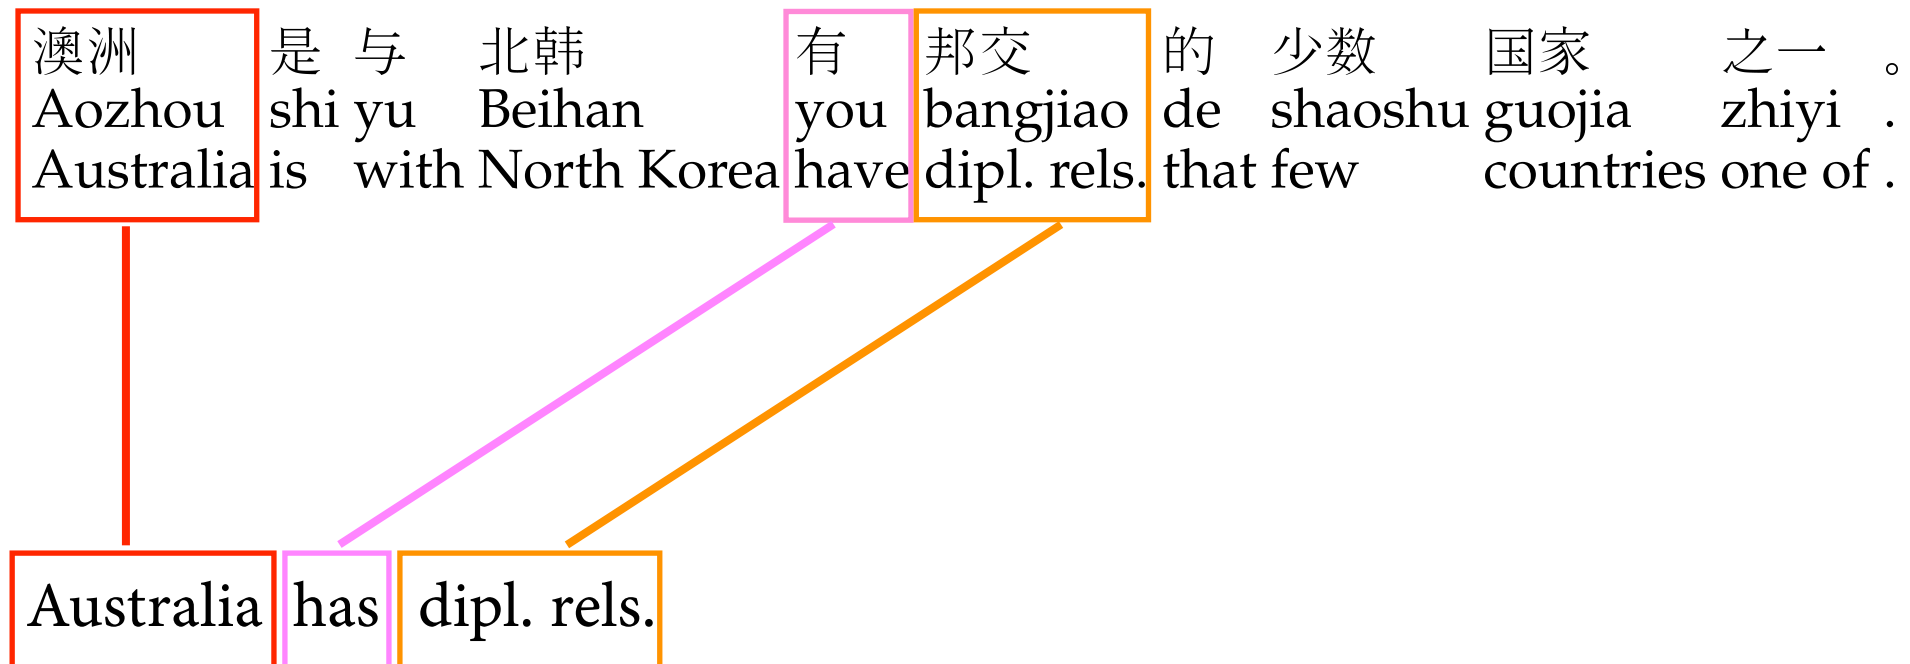 澳洲 是 与 北韩 有 邦交 的 少数 国家 之一 。
Aozhou shi yu Beihan you bangjiao de shaoshu guojia zhiyi .
Australia is with North Korea have dipl. rels. that few countries one of .
Australia has dipl. rels.